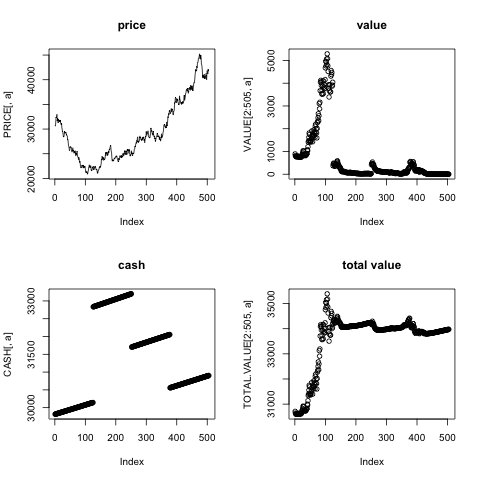 price
PRICE[, a]
20000 30000 40000
0 100 200 300 400 500
Index
value
VALUE[2:505, a]
0 1000 3000 5000
0 100 200 300 400 500
Index
cash
CASH[, a]
30000 31500 33000
0 100 200 300 400 500
Index
total value
TOTAL.VALUE[2:505, a]
31000 33000 35000
0 100 200 300 400 500
Index